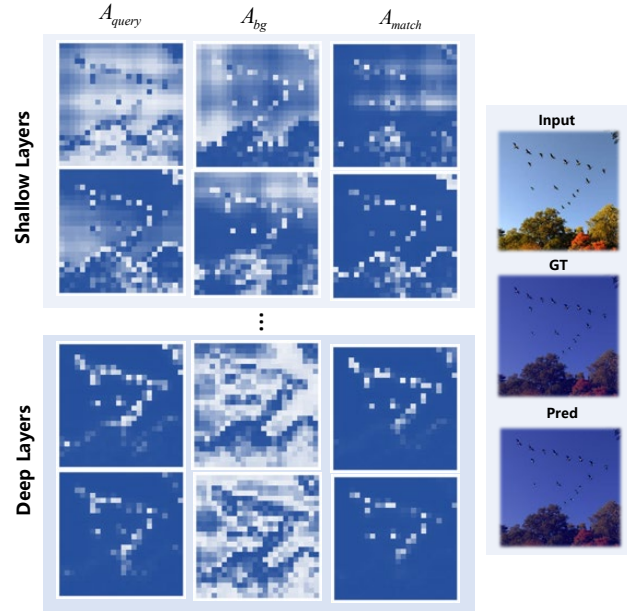 A_query A_bg A_match
Shallow Layers
Input
GT
...
Deep Layers
Pred